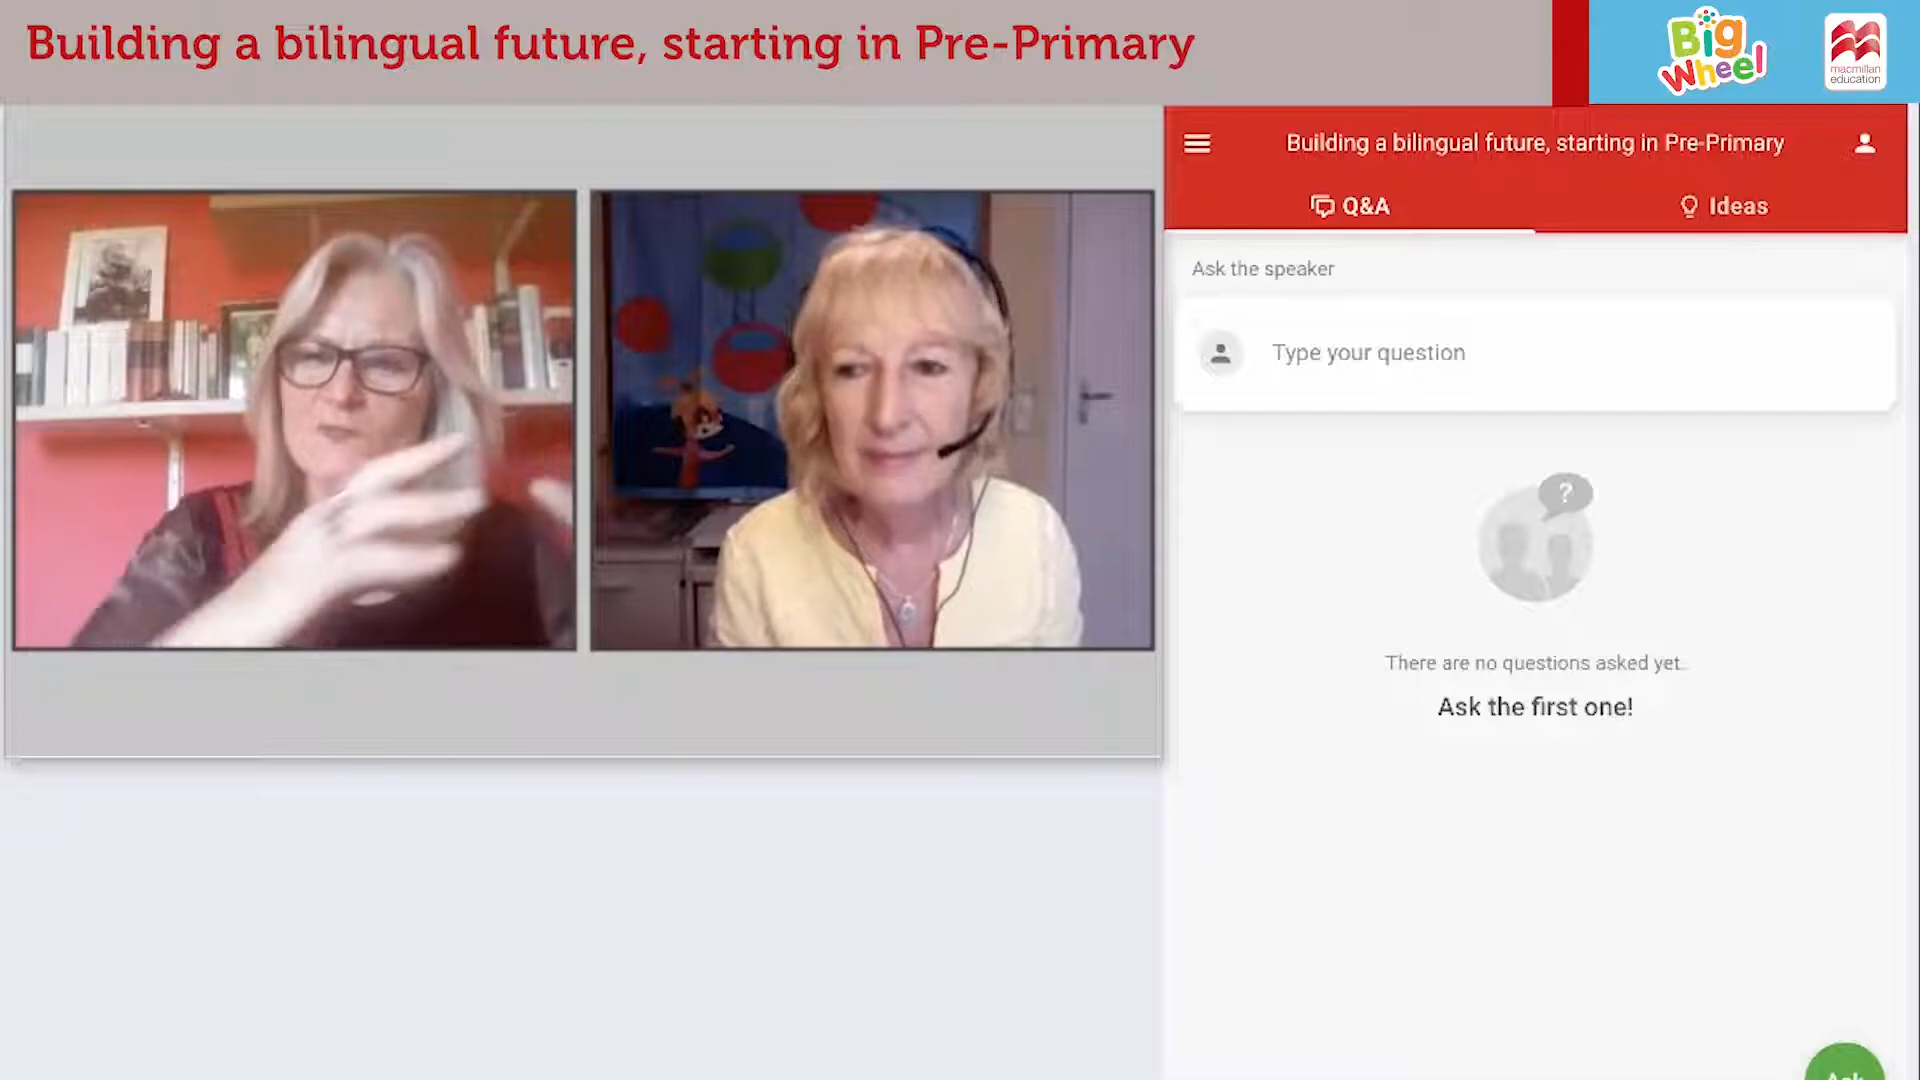 Building a bilingual future, starting in Pre-Primary
Big
Wheel
macmillan
education
Building a bilingual future, starting in Pre-Primary
Q&A
Ideas
Ask the speaker
Type your question
?
There are no questions asked yet.
Ask the first one!
Ask